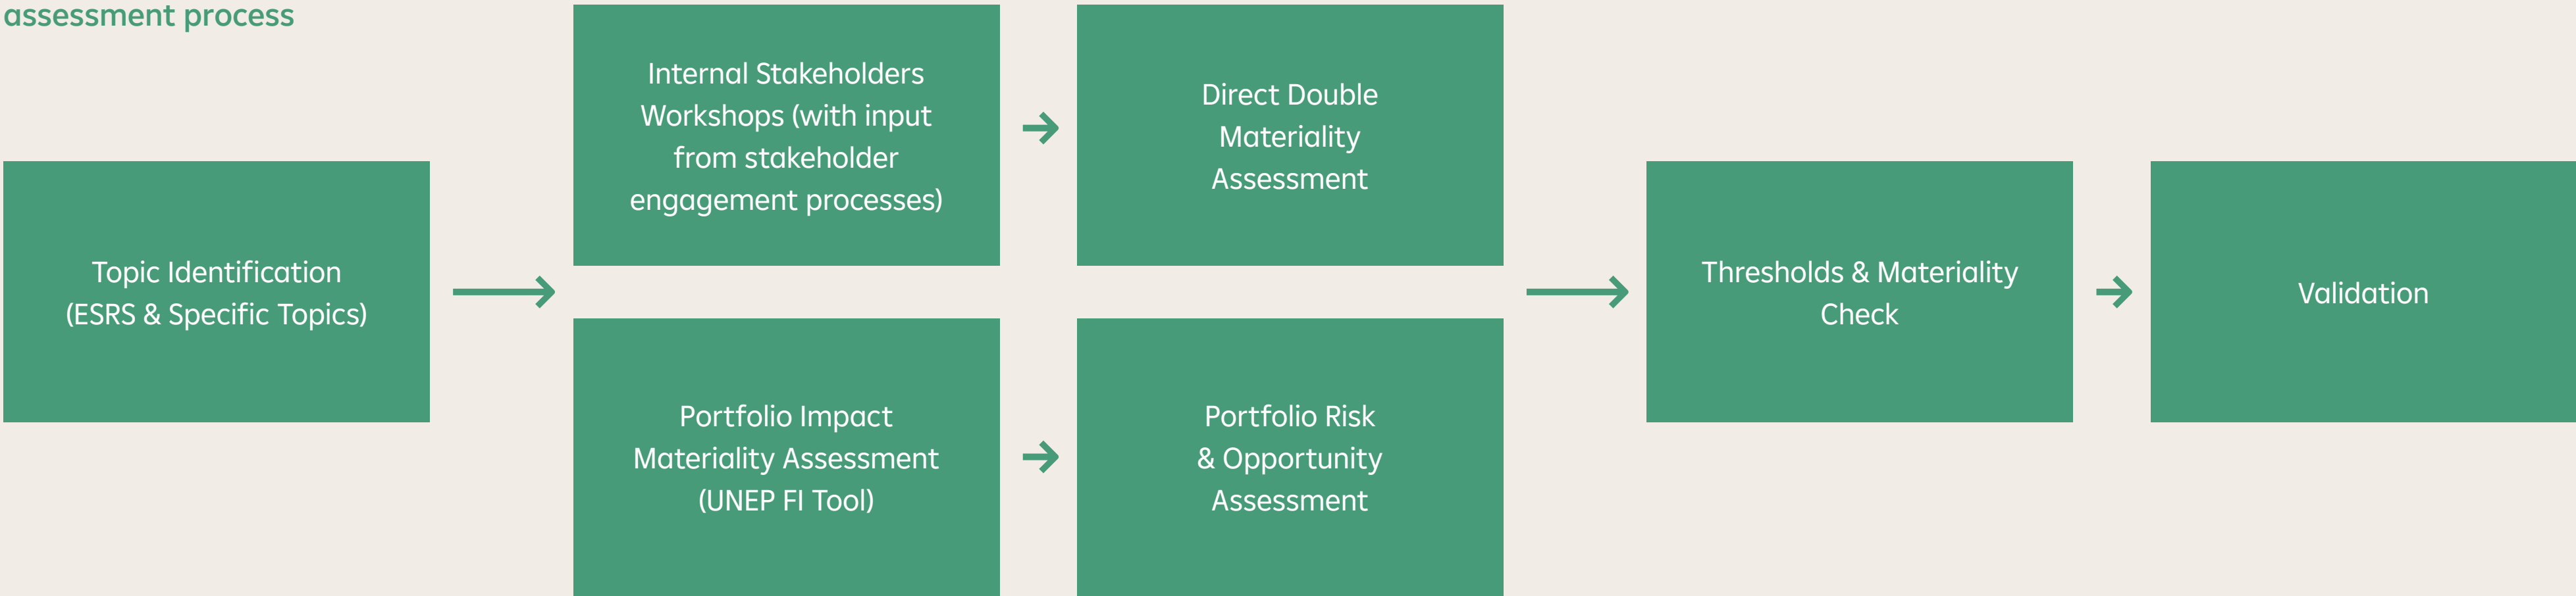 assessment process
Topic Identification
(ESRS & Specific Topics)
Internal Stakeholders
Workshops (with input
from stakeholder
engagement processes)
Direct Double
Materiality
Assessment
Portfolio Impact
Materiality Assessment
(UNEP FI Tool)
Portfolio Risk
& Opportunity
Assessment
Thresholds & Materiality
Check
Validation